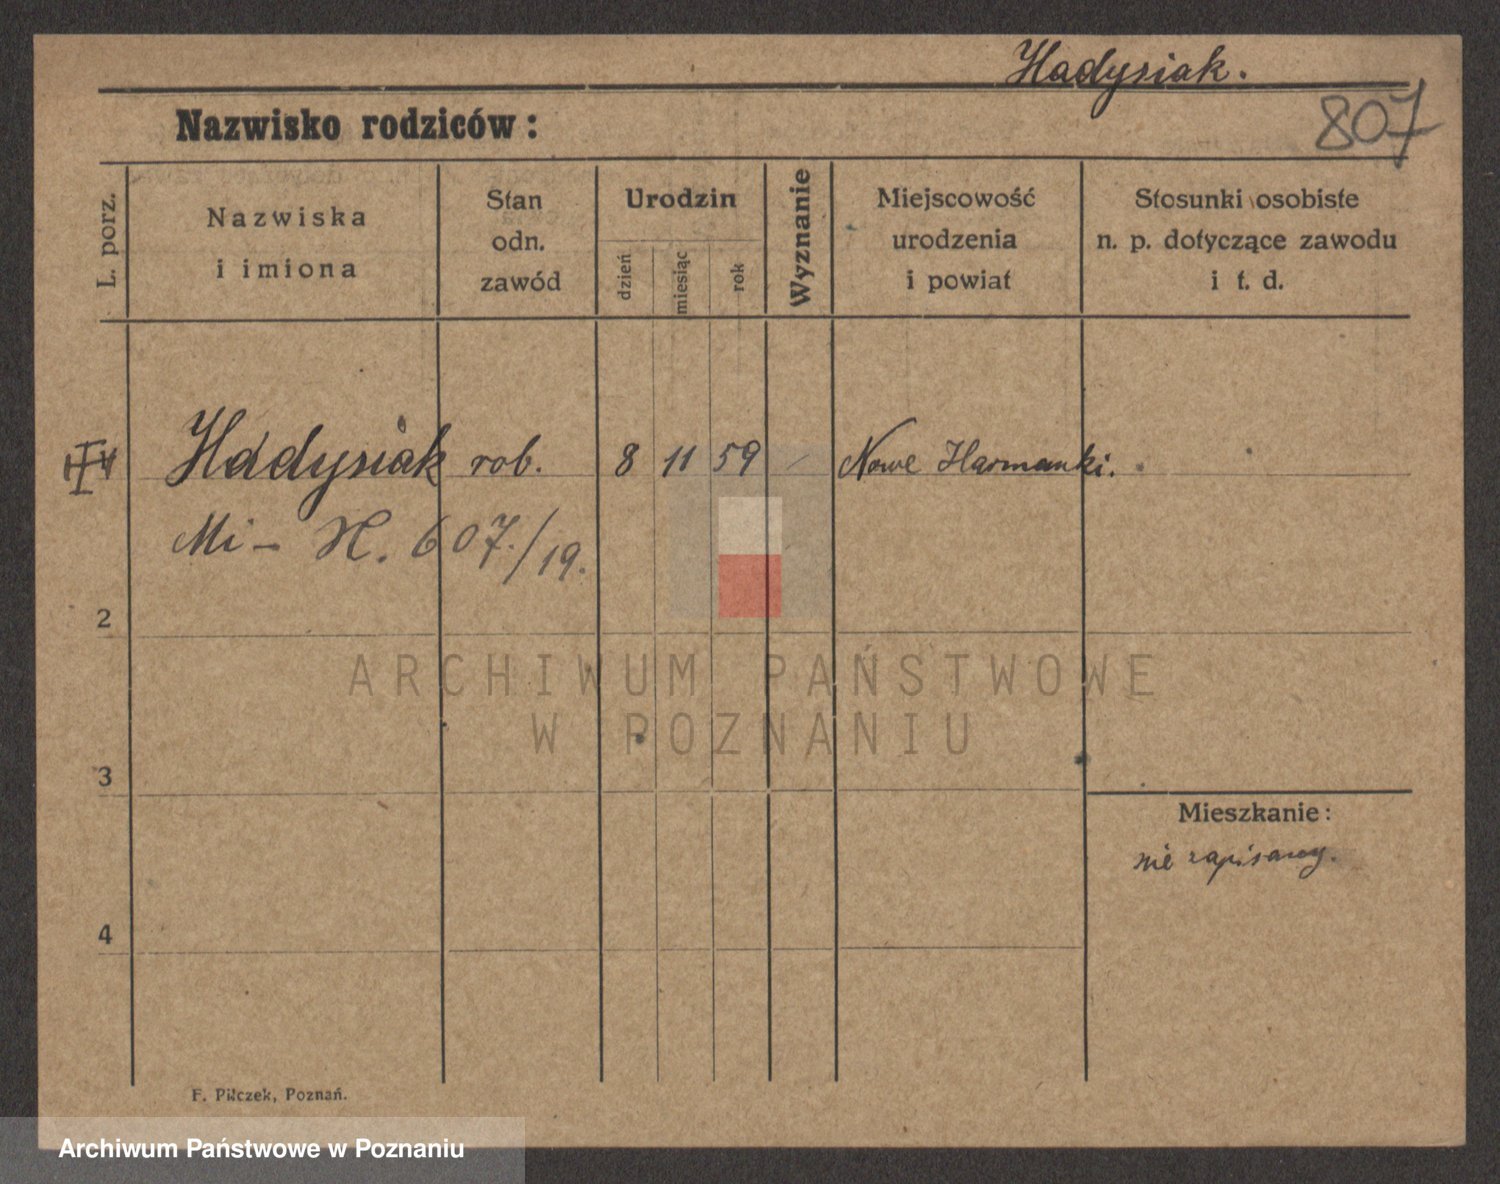 Hadysiak.
807
Nazwisko rodziców:
L. porz.
Nazwiska
i imiona
Stan
odn.
zawód
Urodzin
dzień
miesiąc
rok
Wyznanie
Miejscowość
urodzenia
i powiat
Stosunki osobiste
n. p. dotyczące zawodu
i t. d.
Hadysiak rob. 8 11 59 / Nowe Harmanki.
Mi - H. 607./19.
2
3
4
Mieszkanie:
nie zapisany.
F. Pilczek, Poznań.
ARCHIWUM PAŃSTWOWE
W POZNANIU
Archiwum Państwowe w Poznaniu